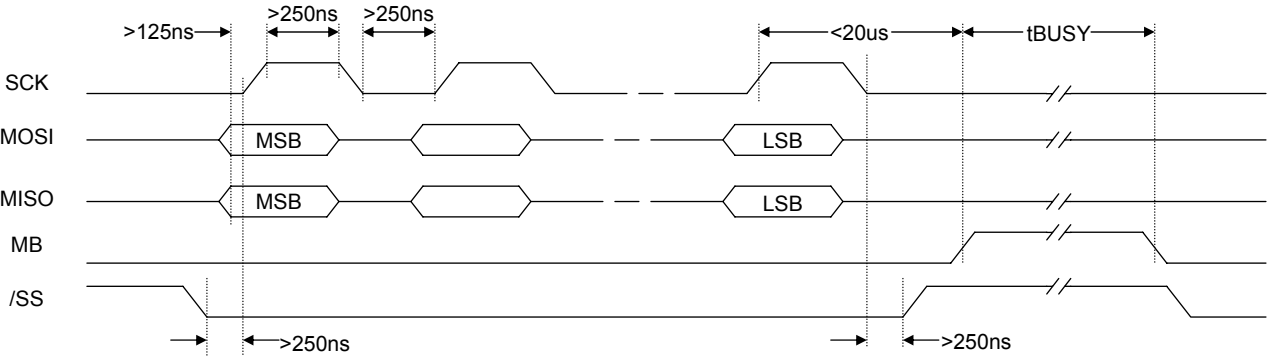 >250ns >250ns
>125ns <20us tBUSY
SCK
MOSI MSB LSB
MISO MSB LSB
MB
/SS
>250ns >250ns